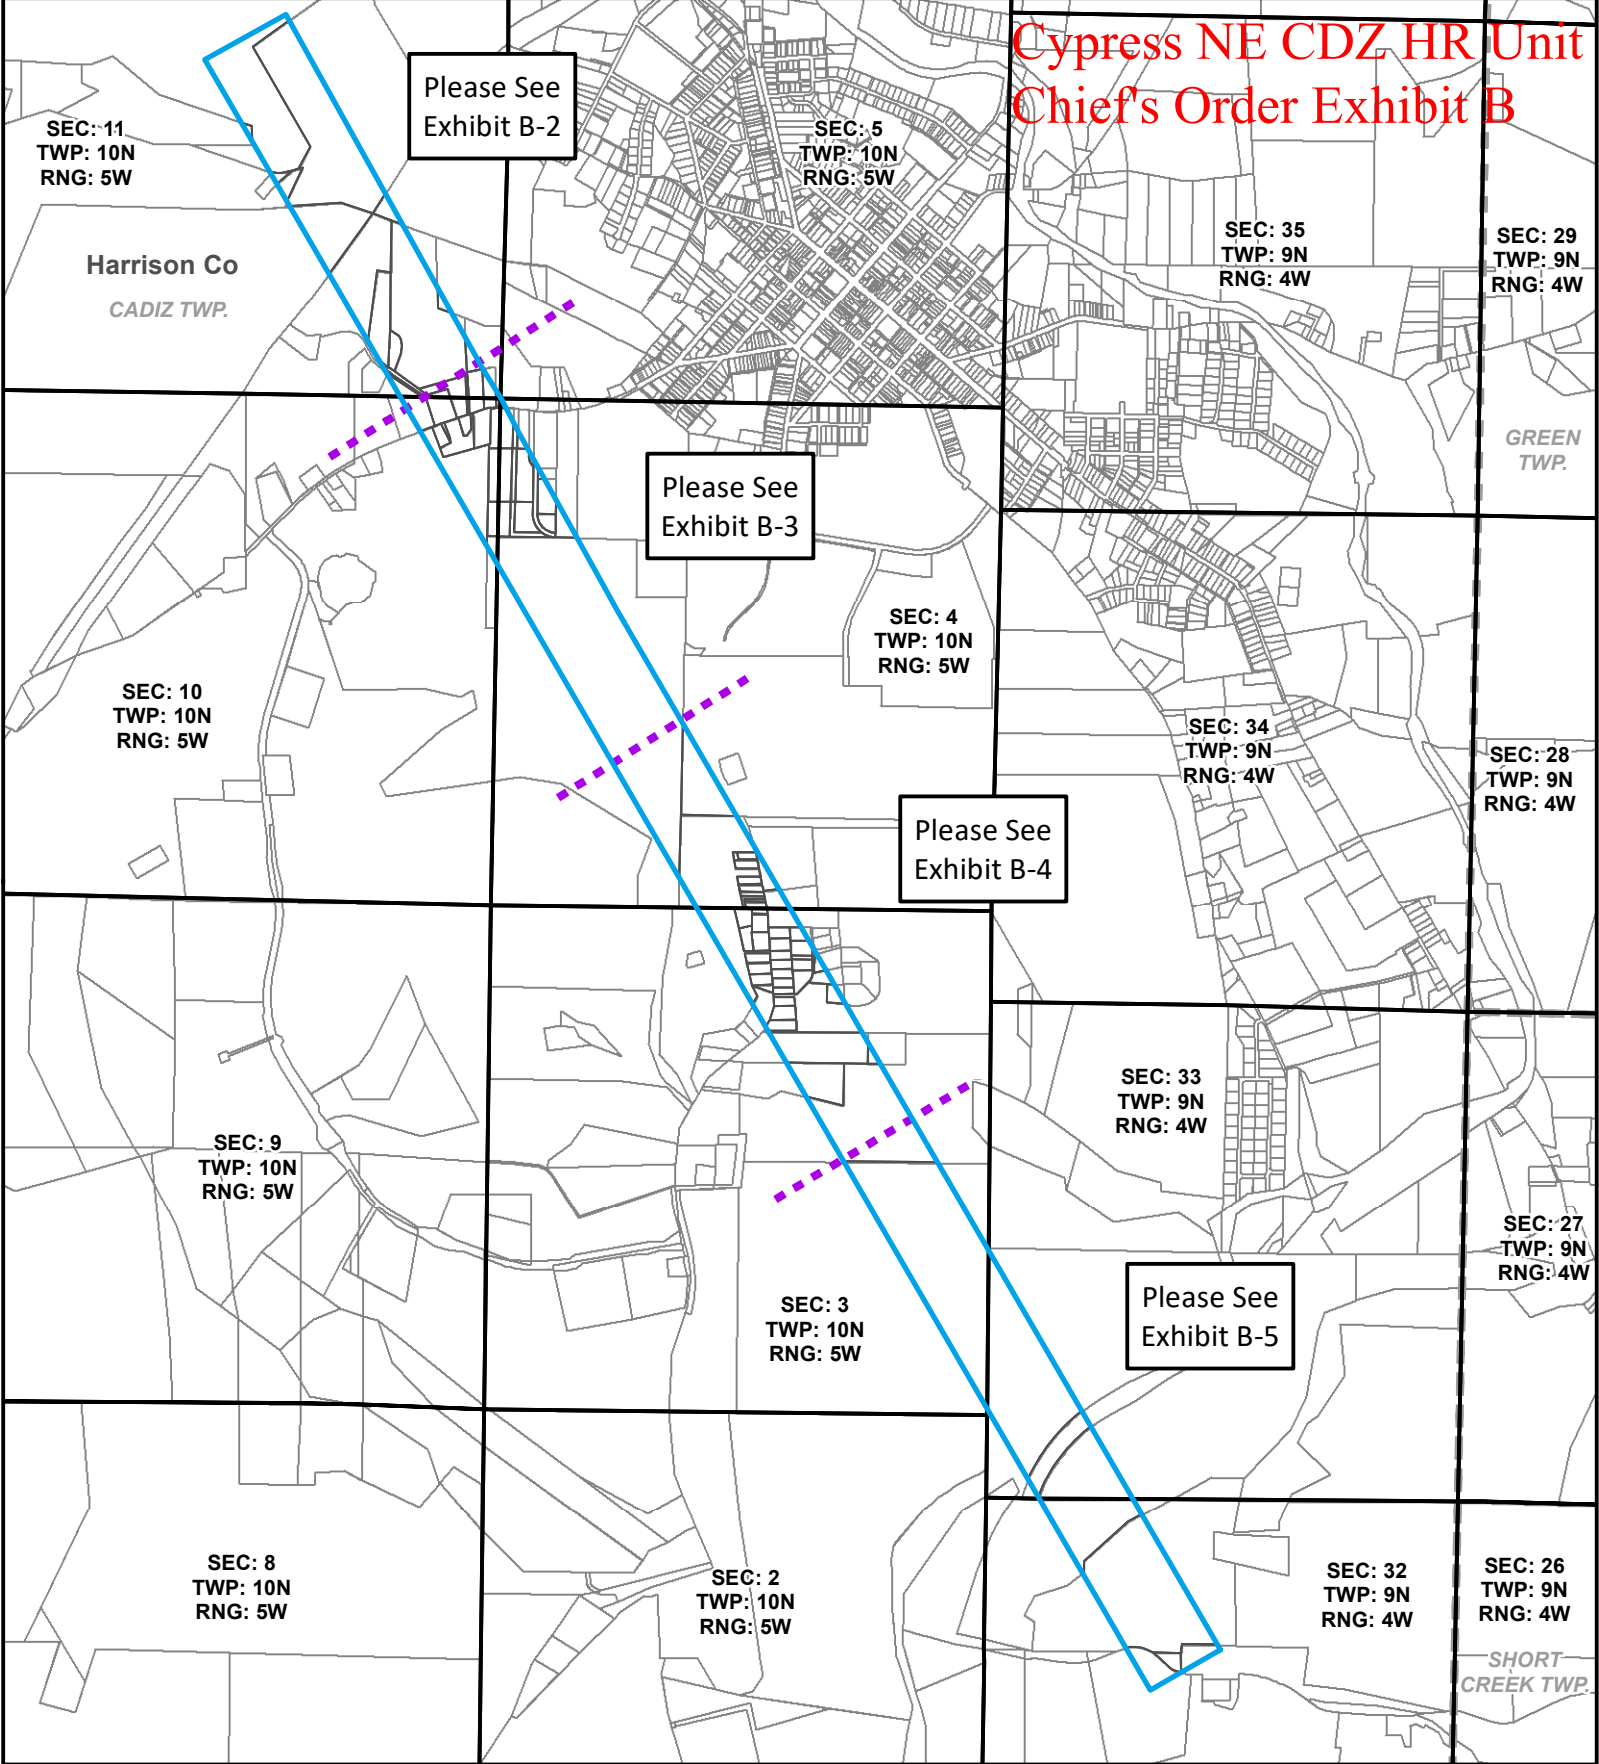 Cypress NE CDZ HR Unit
Chief's Order Exhibit B
Please See
Exhibit B-2
SEC: 11
TWP: 10N
RNG: 5W
SEC: 5
TWP: 10N
RNG: 5W
SEC: 35
TWP: 9N
RNG: 4W
SEC: 29
TWP: 9N
RNG: 4W
Harrison Co
CADIZ TWP.
GREEN
TWP.
Please See
Exhibit B-3
SEC: 4
TWP: 10N
RNG: 5W
SEC: 10
TWP: 10N
RNG: 5W
SEC: 34
TWP: 9N
RNG: 4W
SEC: 28
TWP: 9N
RNG: 4W
Please See
Exhibit B-4
SEC: 33
TWP: 9N
RNG: 4W
SEC: 9
TWP: 10N
RNG: 5W
SEC: 27
TWP: 9N
RNG: 4W
Please See
Exhibit B-5
SEC: 3
TWP: 10N
RNG: 5W
SEC: 8
TWP: 10N
RNG: 5W
SEC: 2
TWP: 10N
RNG: 5W
SEC: 32
TWP: 9N
RNG: 4W
SEC: 26
TWP: 9N
RNG: 4W
SHORT
CREEK TWP.